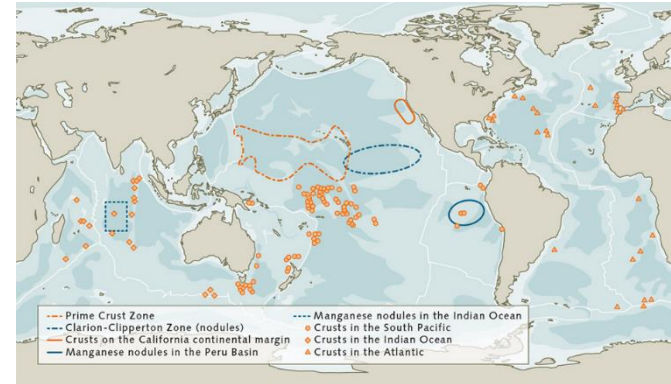 Prime Crust Zone
Clarion-Clipperton Zone (nodules)
Crusts on the California continental margin
Manganese nodules in the Peru Basin
Manganese nodules in the Indian Ocean
Crusts in the South Pacific
Crusts in the Indian Ocean
Crusts in the Atlantic